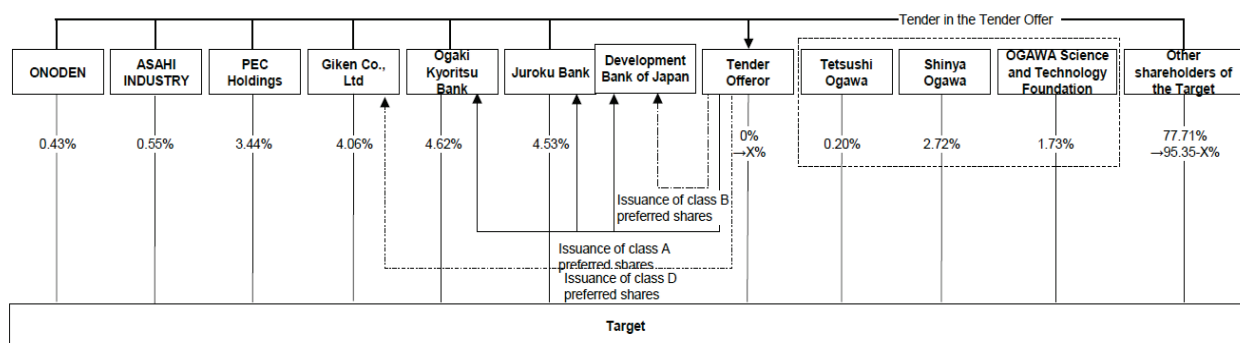 Tender in the Tender Offer
ONODEN
ASAHI
INDUSTRY
PEC
Holdings
Giken Co.,
Ltd
Ogaki
Kyoritsu
Bank
Juroku Bank
Development
Bank of Japan
Tender
Offeror
Tetsushi
Ogawa
Shinya
Ogawa
OGAWA Science
and Technology
Foundation
Other
shareholders of
the Target
0.43%
0.55%
3.44%
4.06%
4.62%
4.53%
0%
→X%
0.20%
2.72%
1.73%
77.71%
→95.35-X%
Issuance of class B
preferred shares
Issuance of class A
preferred shares
Issuance of class D
preferred shares
Target